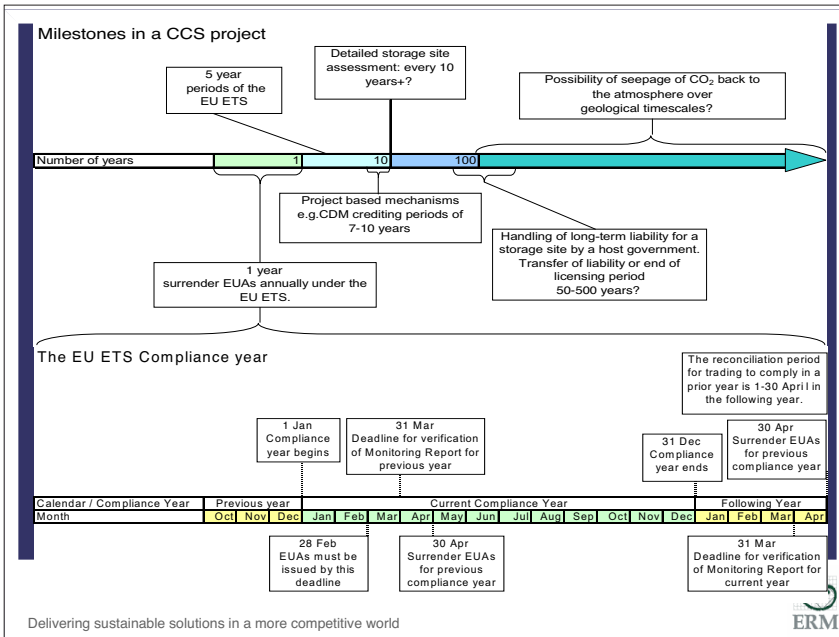 Milestones in a CCS project
5 year
periods of the
EU ETS
Detailed storage site
assessment: every 10
years+?
Possibility of seepage of CO₂ back to
the atmosphere over
geological timescales?
Number of years 1 10 100
Project based mechanisms
e.g.CDM crediting periods of
7-10 years
Handling of long-term liability for a
storage site by a host government.
Transfer of liability or end of
licensing period
50-500 years?
1 year
surrender EUAs annually under the
EU ETS.
The EU ETS Compliance year
The reconciliation period
for trading to comply in a
prior year is 1-30 April in
the following year.
1 Jan
Compliance
year begins
31 Mar
Deadline for verification
of Monitoring Report for
previous year
31 Dec
Compliance
year ends
30 Apr
Surrender EUAs
for previous
compliance year
Calendar / Compliance Year Previous year Current Compliance Year Following Year
Month Oct Nov Dec Jan Feb Mar Apr May Jun Jul Aug Sep Oct Nov Dec Jan Feb Mar Apr
28 Feb
EUAs must be
issued by this
deadline
30 Apr
Surrender EUAs
for previous
compliance year
31 Mar
Deadline for verification
of Monitoring Report for
current year
Delivering sustainable solutions in a more competitive world
ERM